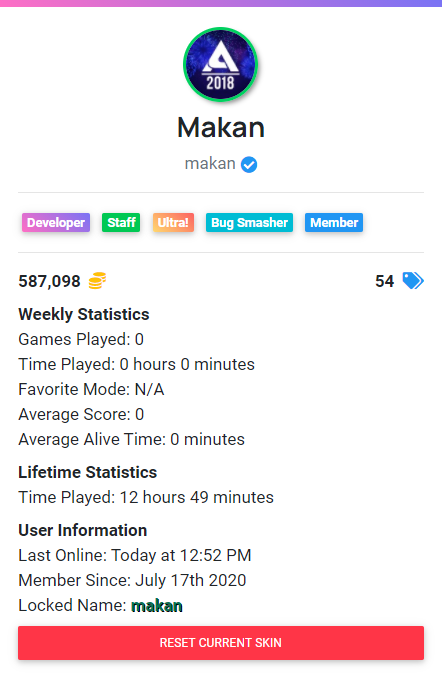 2018
Makan
makan
Developer Staff Ultra! Bug Smasher Member
587,098 54
Weekly Statistics
Games Played: 0
Time Played: 0 hours 0 minutes
Favorite Mode: N/A
Average Score: 0
Average Alive Time: 0 minutes
Lifetime Statistics
Time Played: 12 hours 49 minutes
User Information
Last Online: Today at 12:52 PM
Member Since: July 17th 2020
Locked Name: makan
RESET CURRENT SKIN